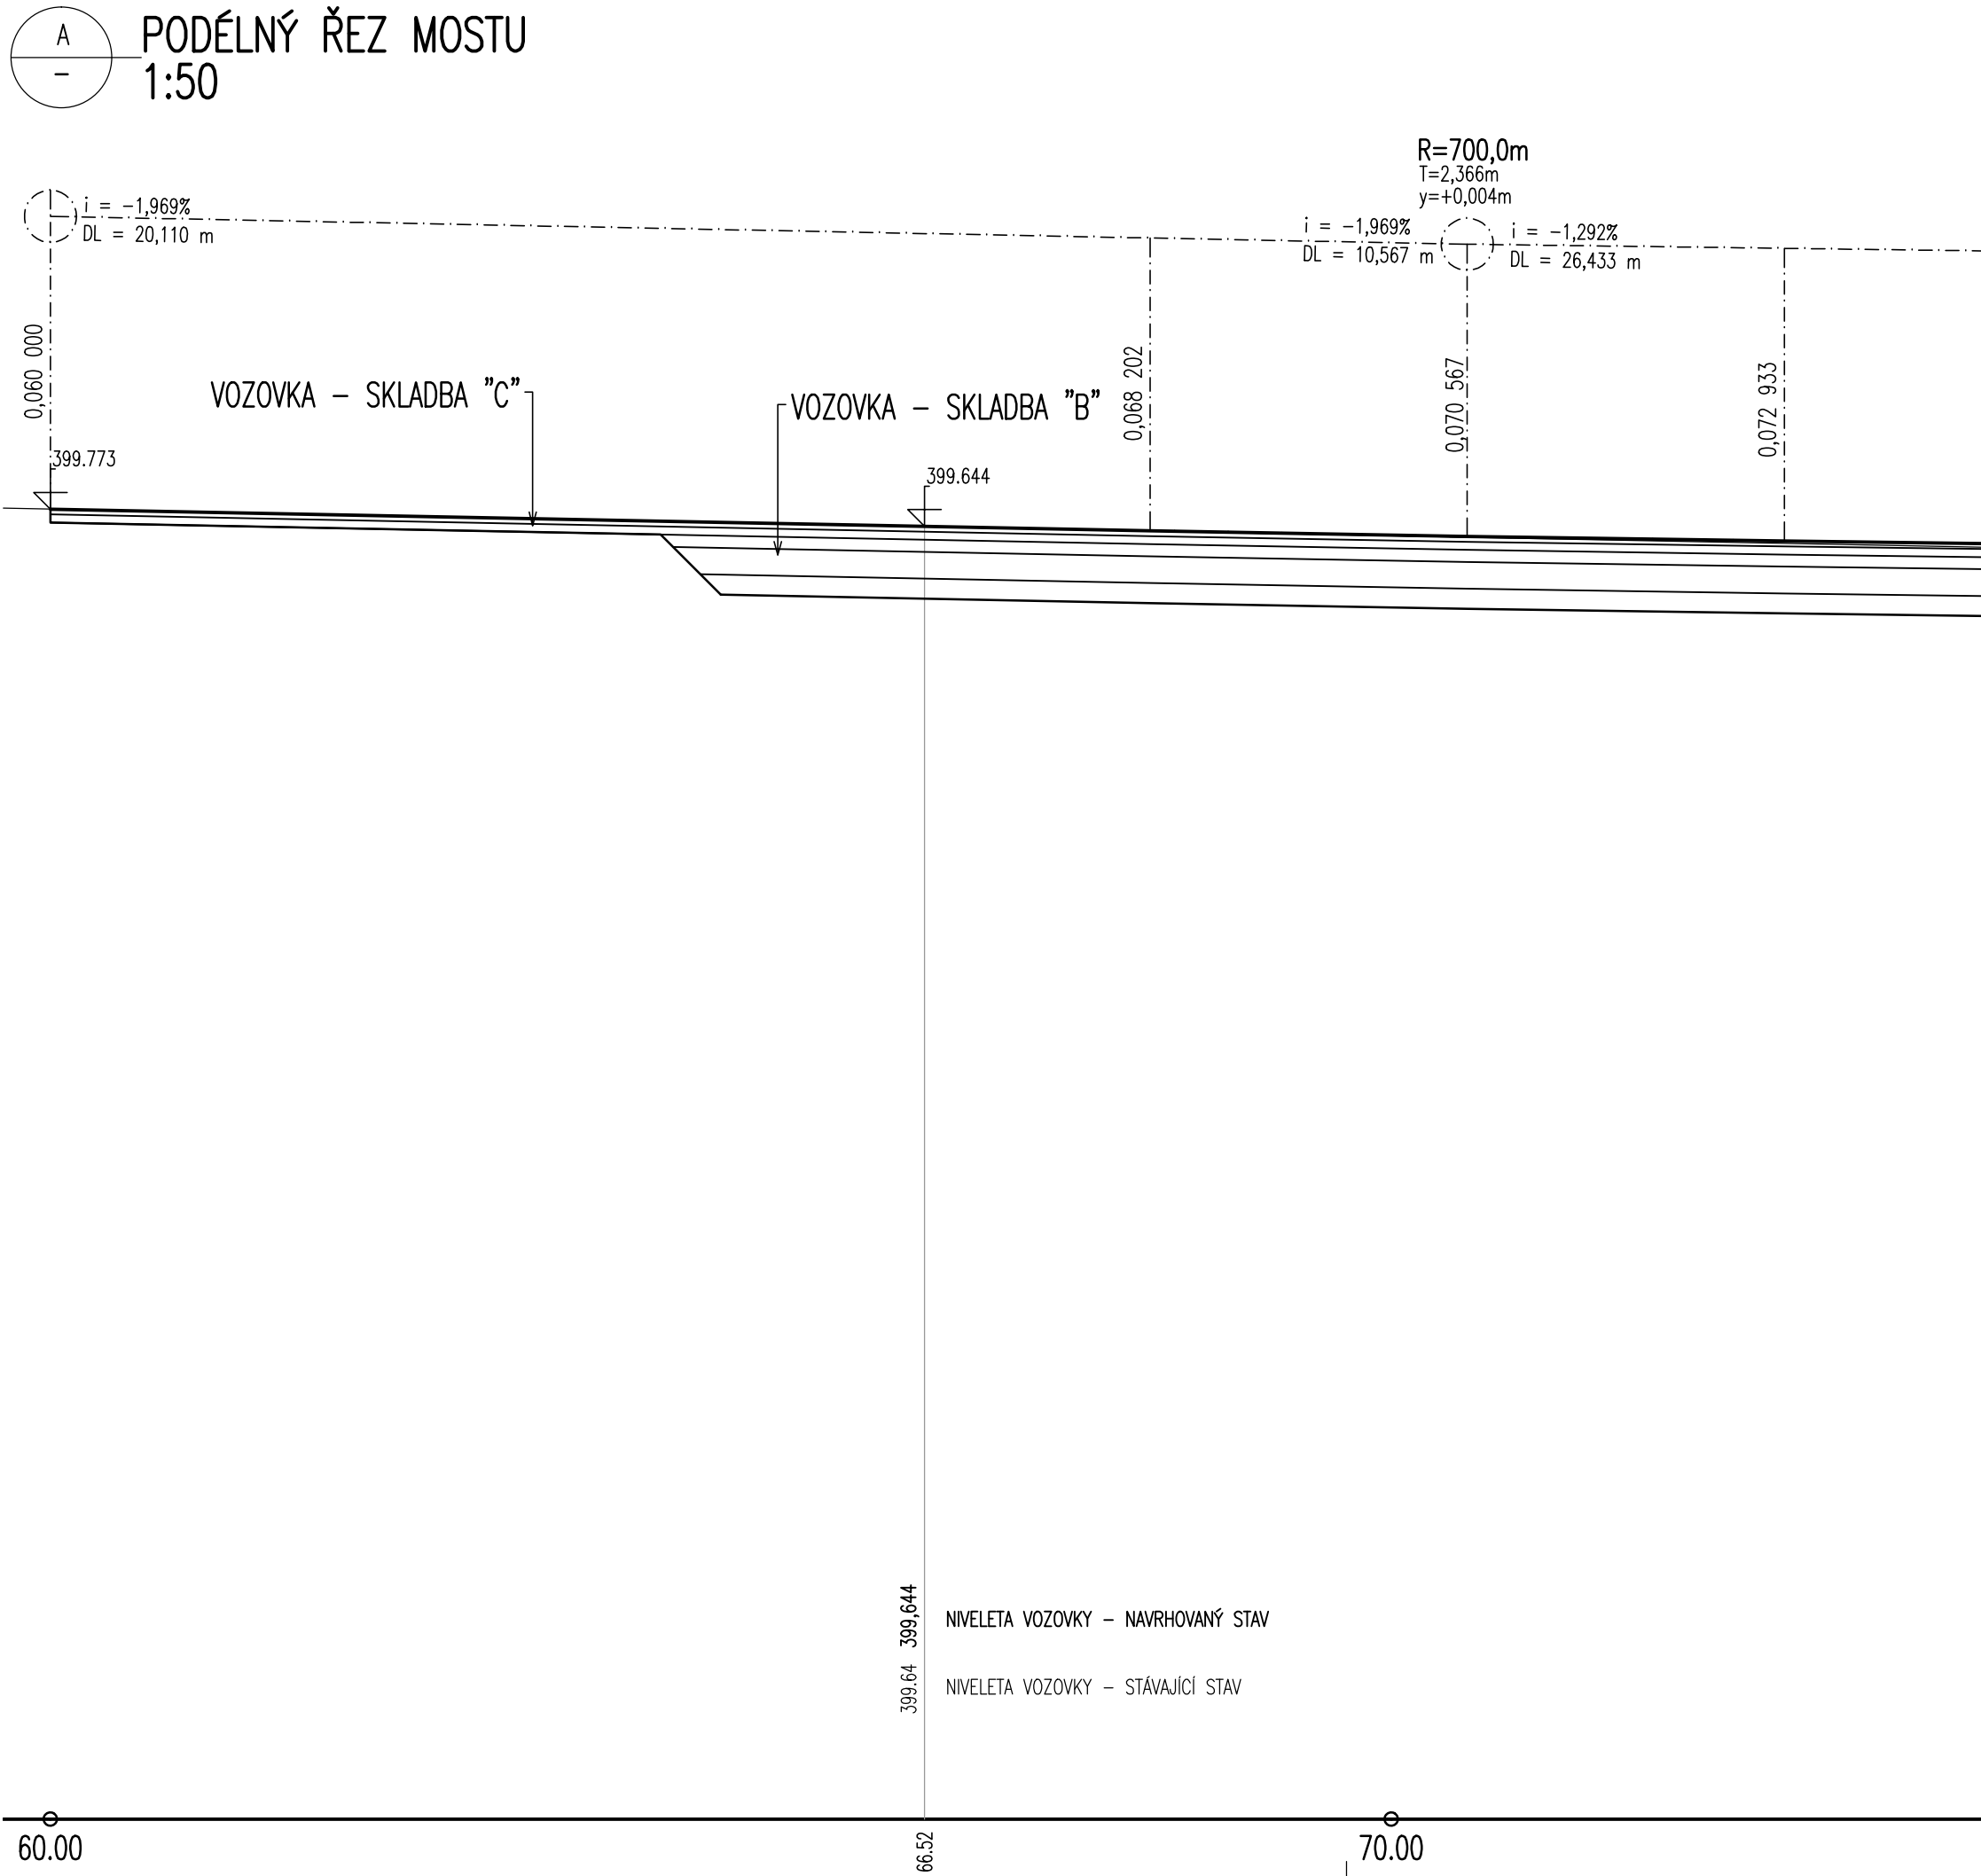 A
–
PODÉLNÝ ŘEZ MOSTU
1:50
R=700,0m
T=2,366m
y=+0,004m
i = -1,969%
DL = 20,110 m
i = -1,969%
DL = 10,567 m
i = -1,292%
DL = 26,433 m
0,060 000
VOZOVKA – SKLADBA "C"
VOZOVKA – SKLADBA "B"
0,068 202
0,070 567
0,072 933
399.773
399.644
399,644
NIVELETA VOZOVKY – NAVRHOVANÝ STAV
399.64
NIVELETA VOZOVKY – STÁVAJÍCÍ STAV
60.00
66.52
70.00